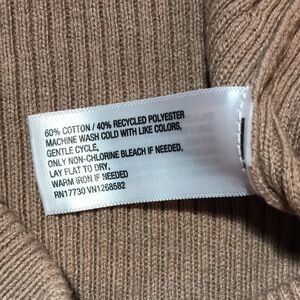 60% COTTON / 40% RECYCLED POLYESTER
MACHINE WASH COLD WITH LIKE COLORS,
GENTLE CYCLE,
ONLY NON-CHLORINE BLEACH IF NEEDED,
LAY FLAT TO DRY,
WARM IRON IF NEEDED
RN17730 VN1268582